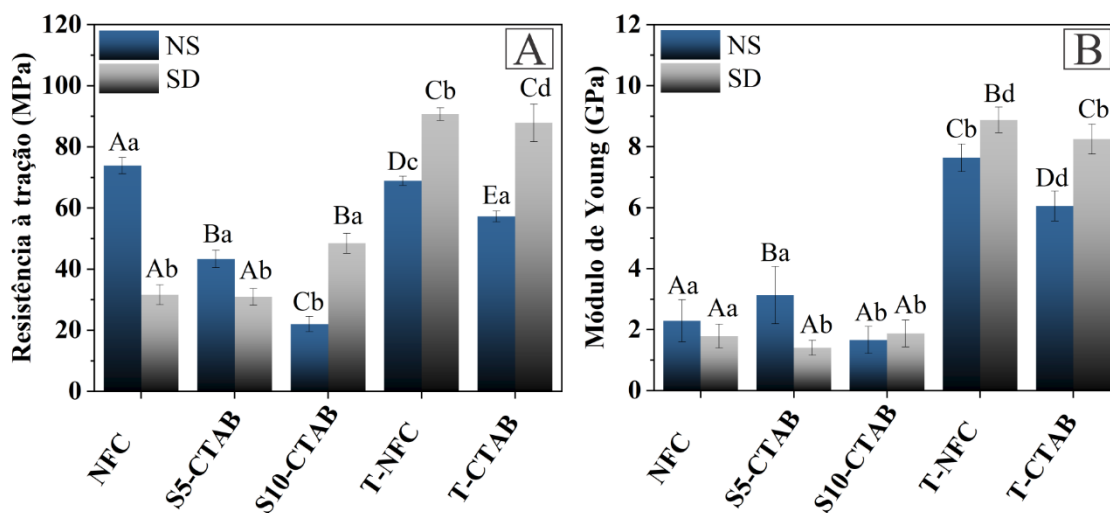 Resistência à tração (MPa)
120
100
80
60
40
20
0
NS
SD
A
Aa
Ab
Ba
Ab
Cb
Ba
Dc
Cb
Ea
Cd
NFC
S5-CTAB
S10-CTAB
T-NFC
T-CTAB
Módulo de Young (GPa)
12
10
8
6
4
2
0
NS
SD
B
Aa
Aa
Ba
Ab
Ab
Ab
Cb
Bd
Dd
Cb
NFC
S5-CTAB
S10-CTAB
T-NFC
T-CTAB